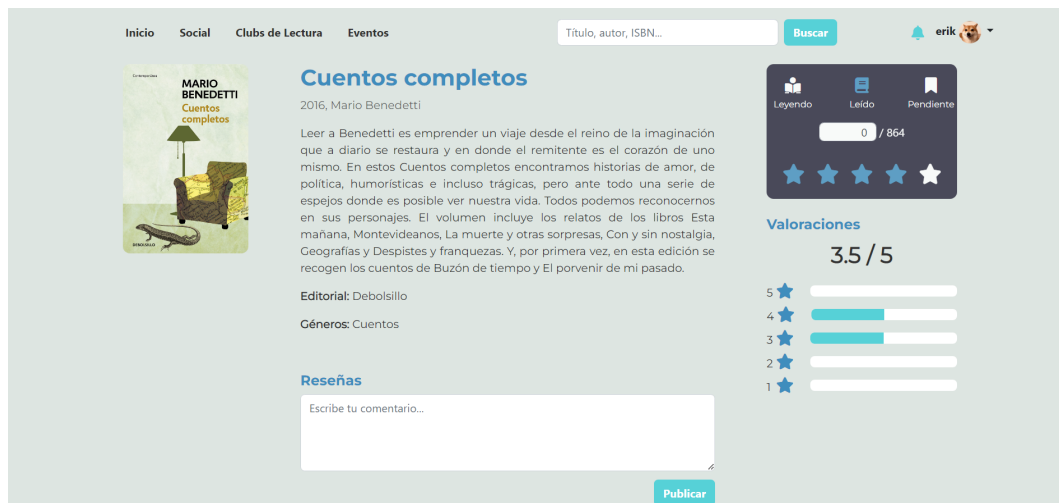 Inicio Social Clubs de Lectura Eventos Título, autor, ISBN... Buscar erik
Contemporánea
MARIO
BENEDETTI
Cuentos
completos
DEBOLSILLO
Cuentos completos
2016, Mario Benedetti
Leer a Benedetti es emprender un viaje desde el reino de la imaginación
que a diario se restaura y en donde el remitente es el corazón de uno
mismo. En estos Cuentos completos encontramos historias de amor, de
política, humorísticas e incluso trágicas, pero ante todo una serie de
espejos donde es posible ver nuestra vida. Todos podemos reconocernos
en sus personajes. El volumen incluye los relatos de los libros Esta
mañana, Montevideanos, La muerte y otras sorpresas, Con y sin nostalgia,
Geografías y Despistes y franquezas. Y, por primera vez, en esta edición se
recogen los cuentos de Buzón de tiempo y El porvenir de mi pasado.
Editorial: Debolsillo
Géneros: Cuentos
Reseñas
Escribe tu comentario...
Publicar
Leyendo Leído Pendiente
0 / 864
Valoraciones
3.5 / 5
5
4
3
2
1